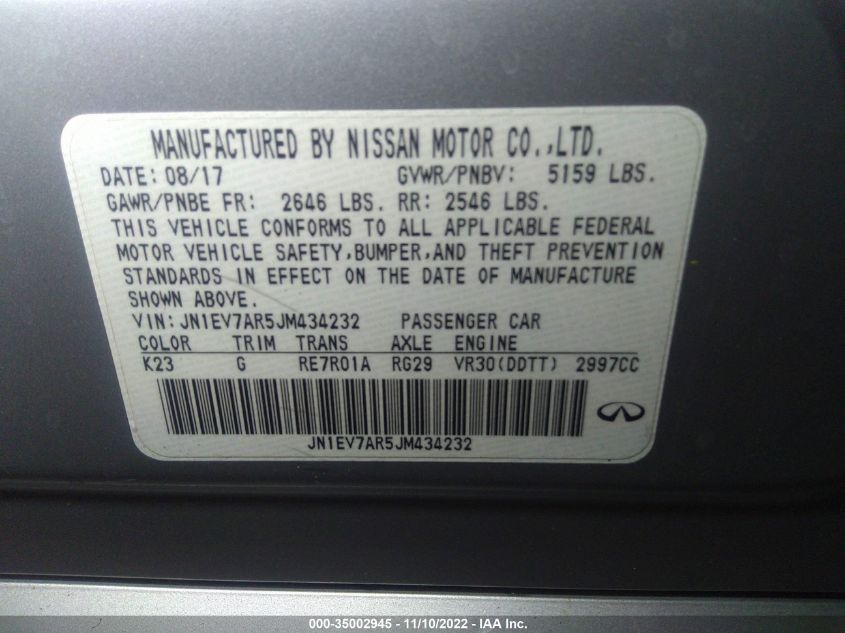 MANUFACTURED BY NISSAN MOTOR CO.,LTD.
DATE: 08/17 GVWR/PNBV: 5159 LBS.
GAWR/PNBE FR: 2646 LBS. RR: 2546 LBS.
THIS VEHICLE CONFORMS TO ALL APPLICABLE FEDERAL
MOTOR VEHICLE SAFETY,BUMPER,AND THEFT PREVENTION
STANDARDS IN EFFECT ON THE DATE OF MANUFACTURE
SHOWN ABOVE.
VIN:JN1EV7AR5JM434232 PASSENGER CAR
COLOR TRIM TRANS AXLE ENGINE
K23 G RE7R01A RG29 VR30(DDTT) 2997CC
JN1EV7AR5JM434232
000-35002945 - 11/10/2022 - IAA Inc.